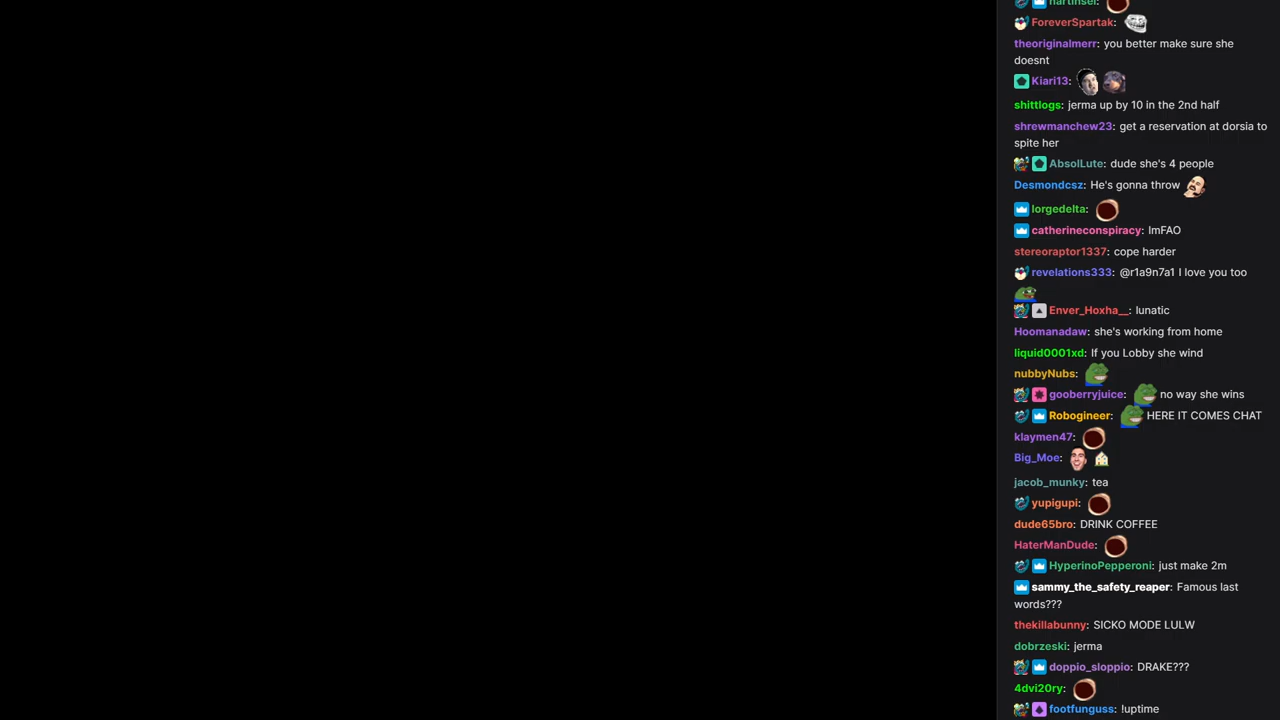 nartinsel:
ForeverSpartak:
theoriginalmerr: you better make sure she
doesnt
Kiari13:
shittlogs: jerma up by 10 in the 2nd half
shrewmanchew23: get a reservation at dorsia to
spite her
AbsolLute: dude she's 4 people
Desmondcsz: He's gonna throw
lorgedelta:
catherineconspiracy: lmFAO
stereoraptor1337: cope harder
revelations333: @r1a9n7a1 I love you too
Enver_Hoxha__: lunatic
Hoomanadaw: she's working from home
liquid0001xd: If you Lobby she wind
nubbyNubs:
gooberryjuice: no way she wins
Robogineer: HERE IT COMES CHAT
klaymen47:
Big_Moe:
jacob_munky: tea
yupigupi:
dude65bro: DRINK COFFEE
HaterManDude:
HyperinoPepperoni: just make 2m
sammy_the_safety_reaper: Famous last
words???
thekillabunny: SICKO MODE LULW
dobrzeski: jerma
doppio_sloppio: DRAKE???
4dvi20ry:
footfunguss: !uptime